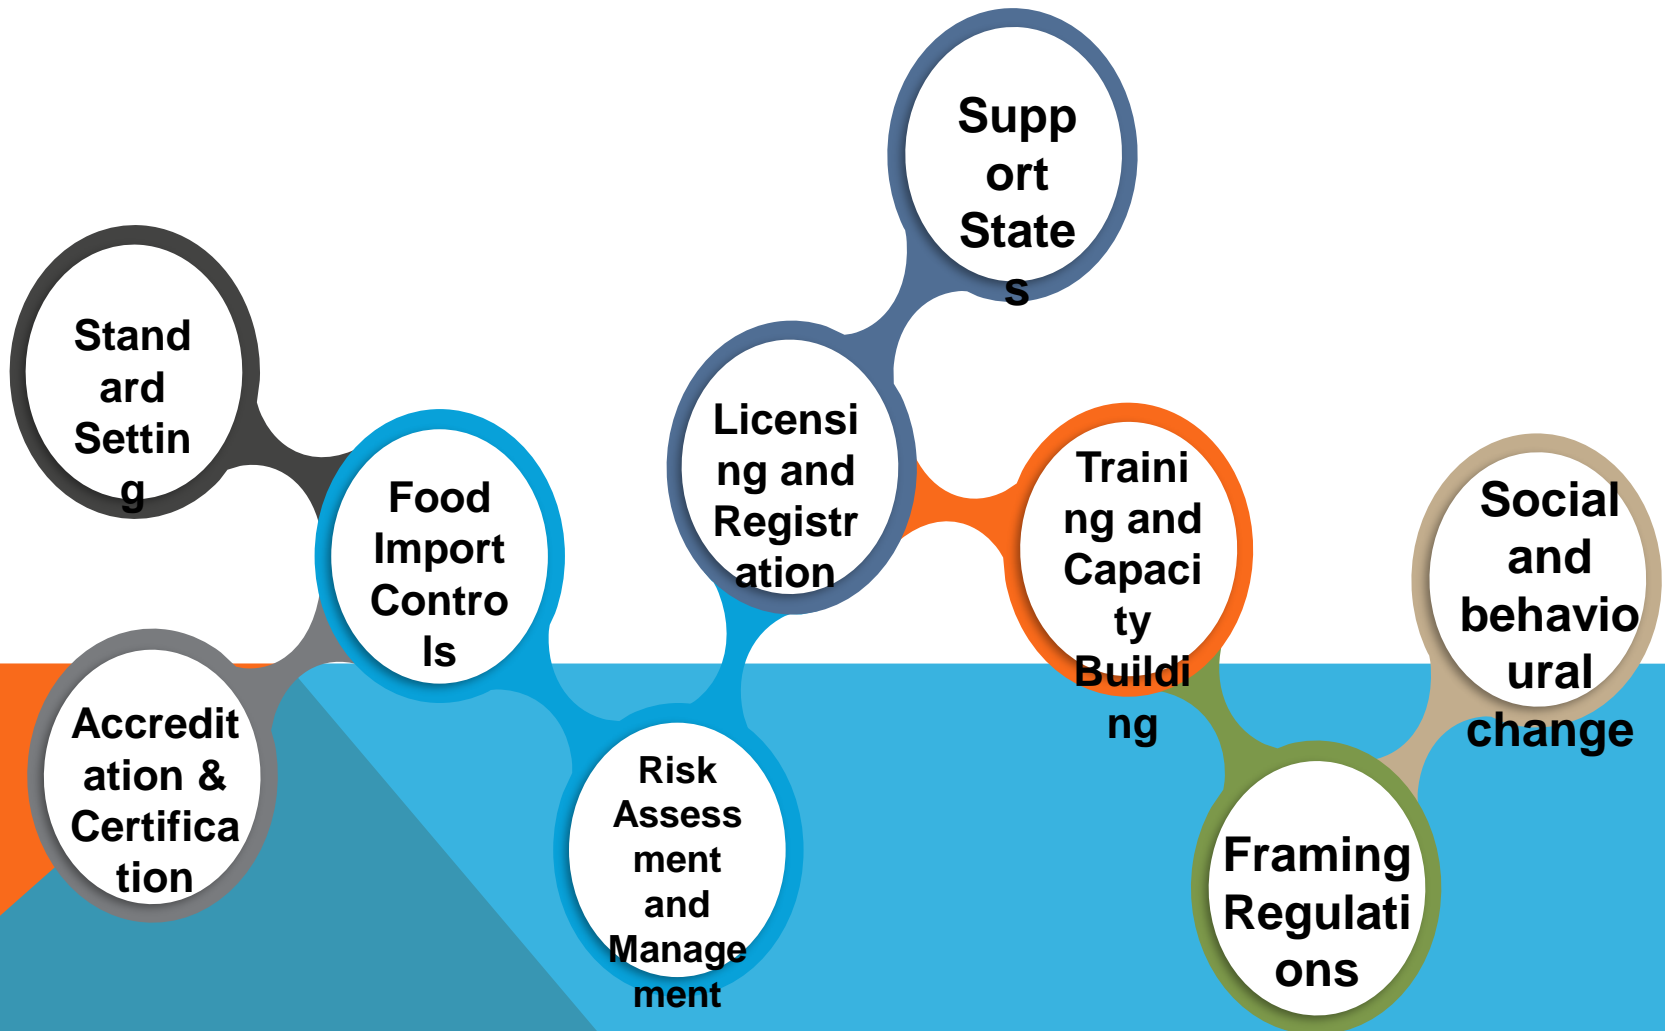 Supp
ort
State
s
Stand
ard
Settin
g
Food
Import
Contro
ls
Accredit
ation &
Certifica
tion
Risk
Assess
ment
and
Manage
ment
Licensi
ng and
Registr
ation
Traini
ng and
Capaci
ty
Buildi
ng
Framing
Regulati
ons
Social
and
behavio
ural
change